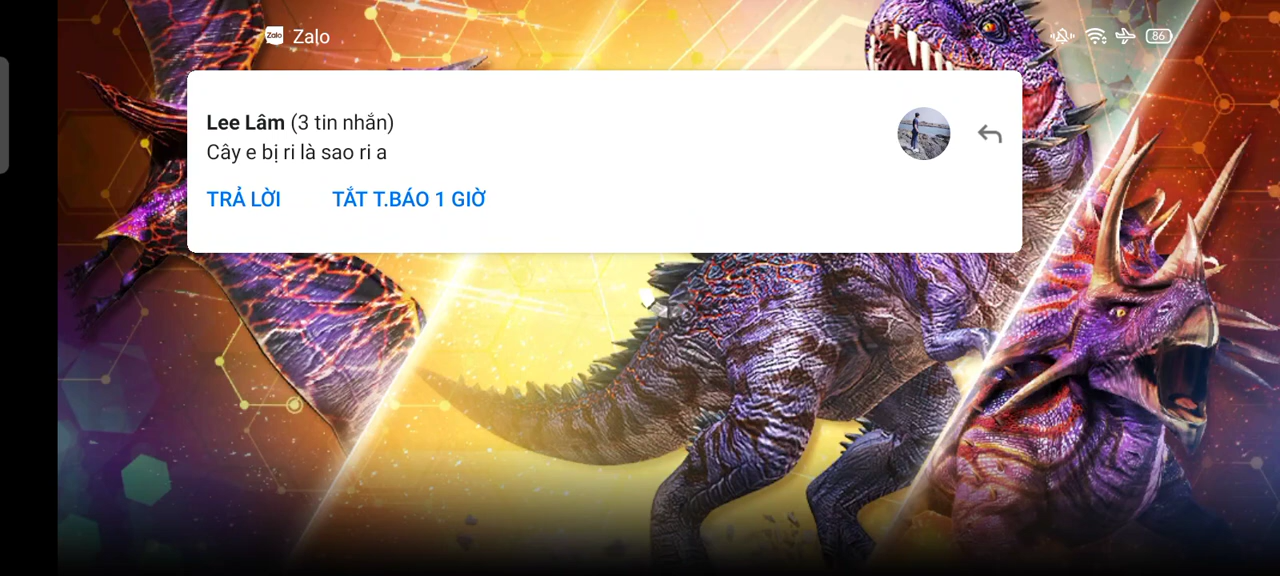 Zalo Zalo
86
Lee Lâm (3 tin nhắn)
Cây e bị ri là sao ri a
TRẢ LỜI TẮT T.BÁO 1 GIỜ